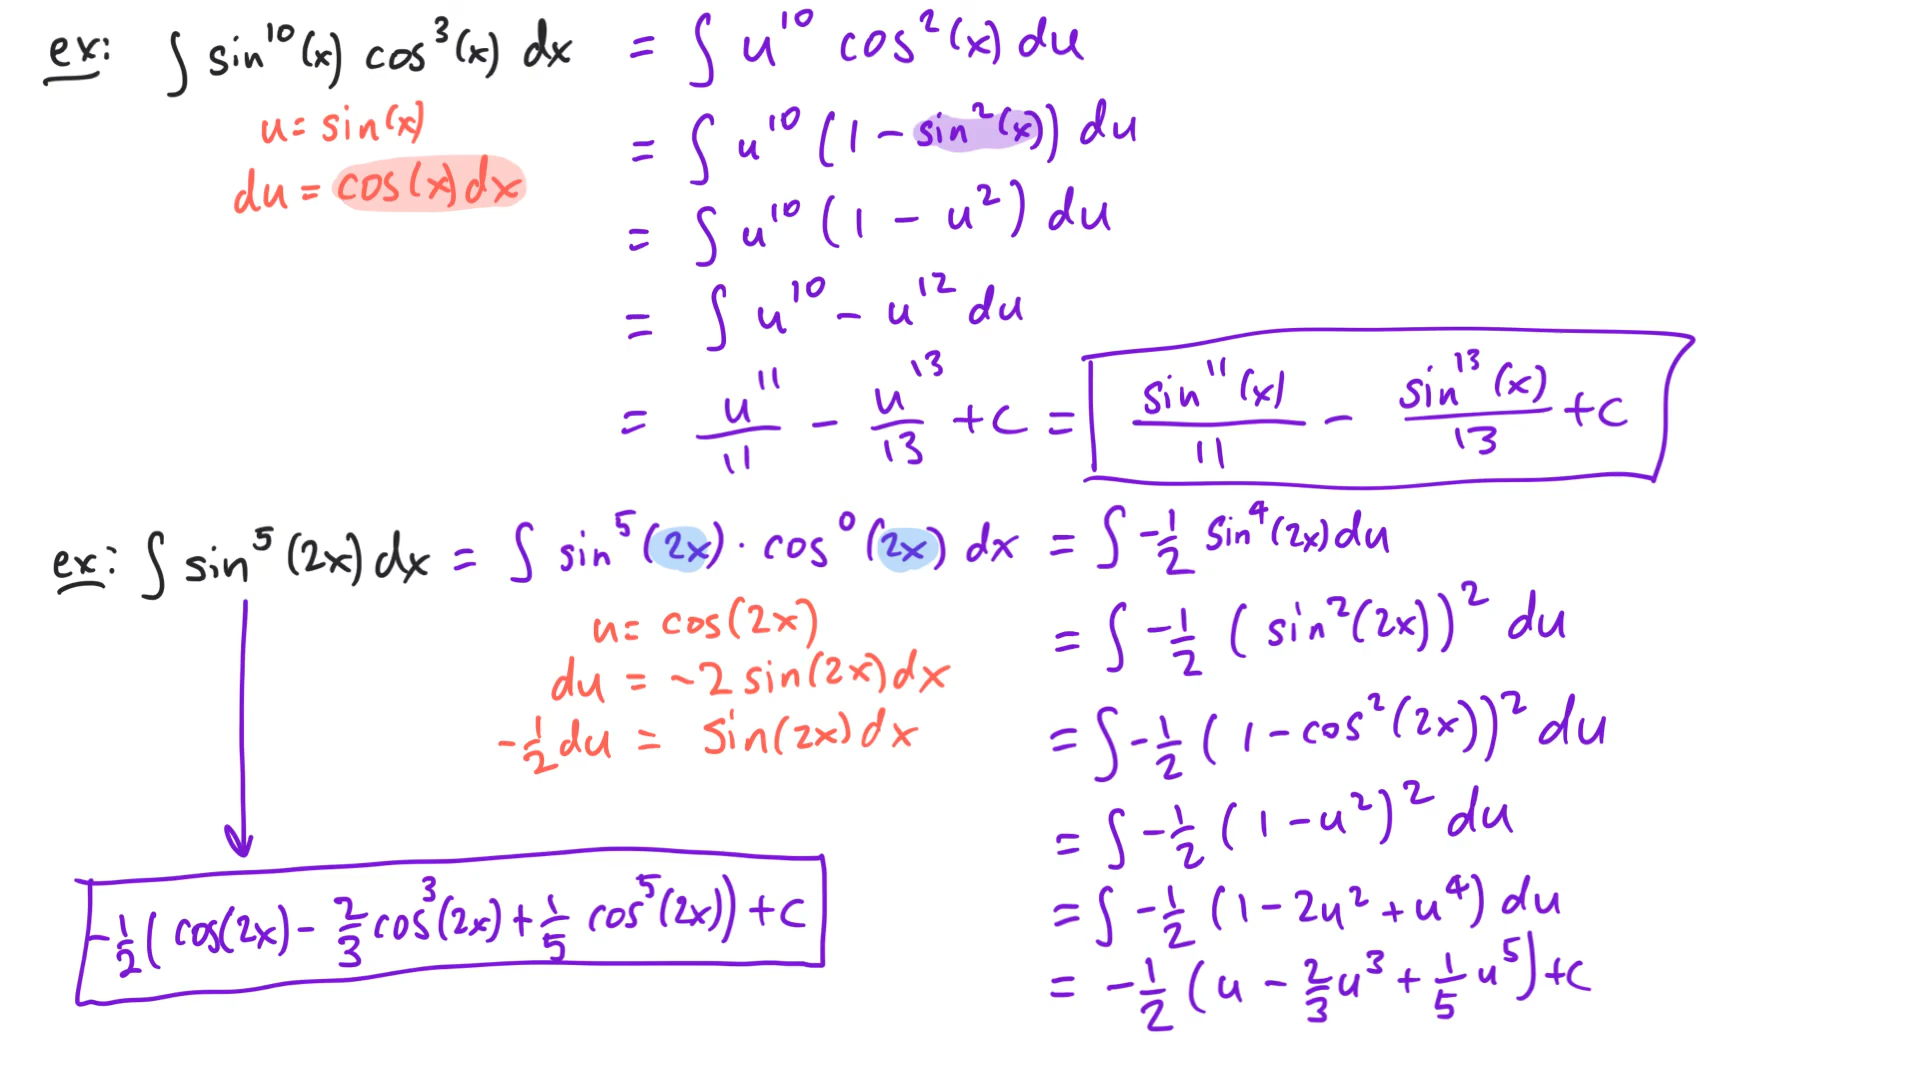 ex: ∫ sin¹⁰(x) cos³(x) dx = ∫ u¹⁰ cos²(x) du
u = sin(x)
du = cos(x) dx
= ∫ u¹⁰ (1 − sin²(x)) du
= ∫ u¹⁰ (1 − u²) du
= ∫ u¹⁰ − u¹² du
= u¹¹/11 − u¹³/13 + C = sin¹¹(x)/11 − sin¹³(x)/13 + C
ex: ∫ sin⁵(2x) dx = ∫ sin⁵(2x) · cos⁰(2x) dx = ∫ −1/2 sin⁴(2x) du
u = cos(2x)
du = −2 sin(2x) dx
−1/2 du = sin(2x) dx
= ∫ −1/2 (sin²(2x))² du
= ∫ −1/2 (1 − cos²(2x))² du
= ∫ −1/2 (1 − u²)² du
= ∫ −1/2 (1 − 2u² + u⁴) du
= −1/2 (u − 2/3 u³ + 1/5 u⁵) + C
−1/2 (cos(2x) − 2/3 cos³(2x) + 1/5 cos⁵(2x)) + C